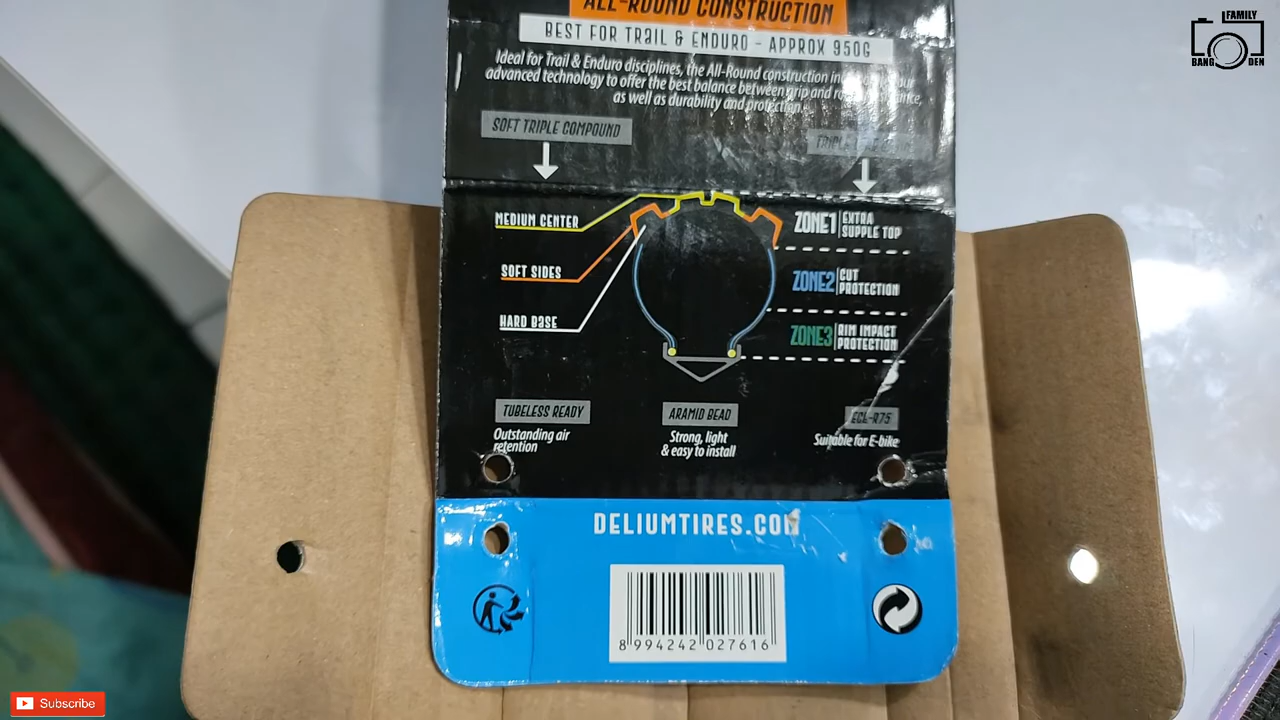 FAMILY
BANG DEN
ALL-ROUND CONSTRUCTION
BEST FOR TRAIL & ENDURO - APPROX 950G
Ideal for Trail & Enduro disciplines, the All-Round construction
advanced technology to offer the best balance between grip and
as well as durability and protection.
SOFT TRIPLE COMPOUND
TRIPLE
MEDIUM CENTER
SOFT SIDES
HARD BASE
ZONE1 EXTRA
SUPPLE TOP
ZONE2 CUT
PROTECTION
ZONE3 RIM IMPACT
PROTECTION
TUBELESS READY
Outstanding air
retention
ARAMID BEAD
Strong, light
& easy to install
ECE-R75
Suitable for E-bike
DELIUMTIRES.COM
8 994242 027616
Subscribe